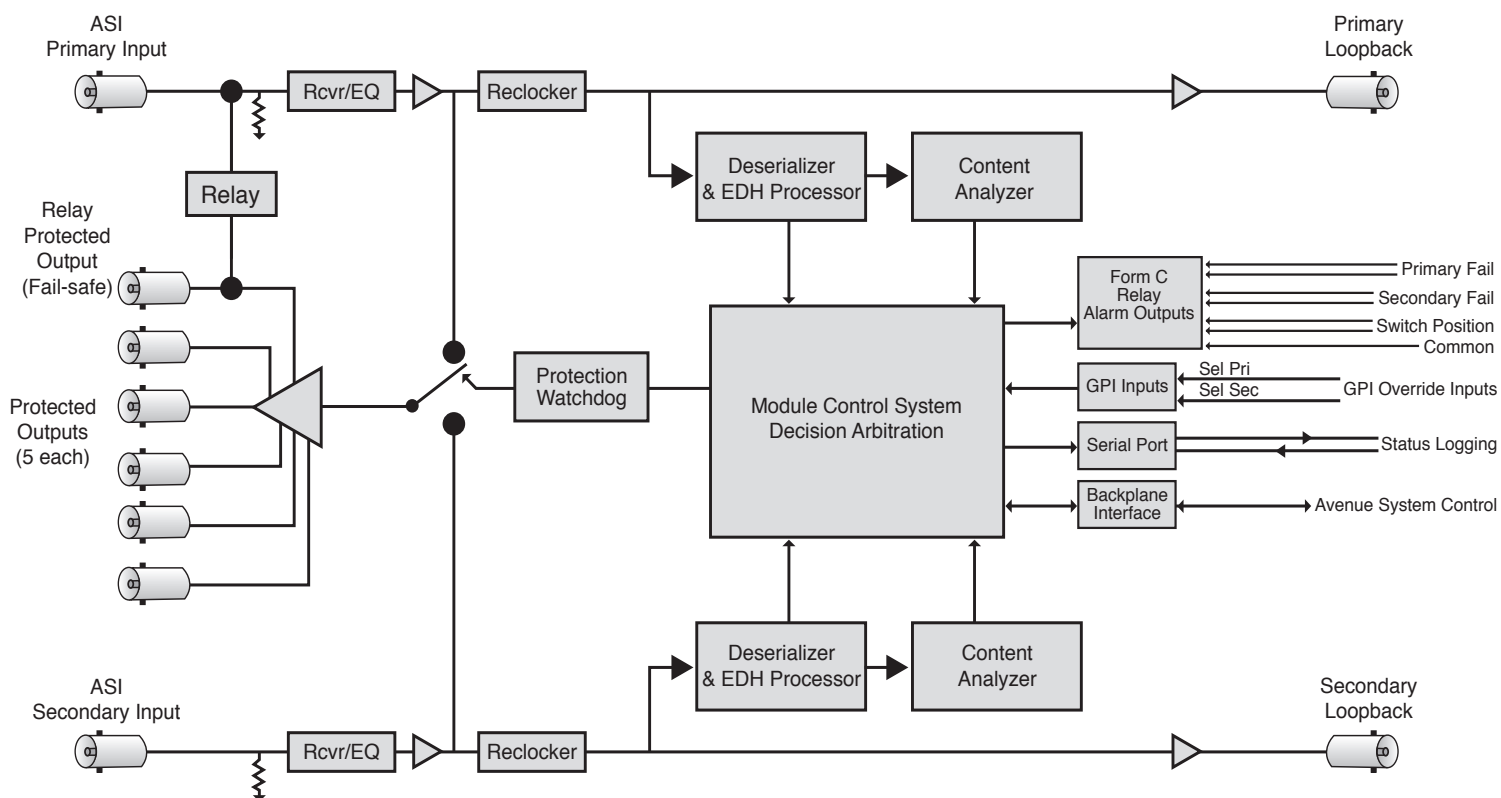 ASI
Primary Input
Primary
Loopback
Rcvr/EQ
Reclocker
Deserializer
& EDH Processor
Content
Analyzer
Relay
Relay
Protected
Output
(Fail-safe)
Form C
Relay
Alarm Outputs
Primary Fail
Secondary Fail
Switch Position
Common
Protection
Watchdog
Module Control System
Decision Arbitration
GPI Inputs
Sel Pri
Sel Sec
GPI Override Inputs
Protected
Outputs
(5 each)
Serial Port
Status Logging
Backplane
Interface
Avenue System Control
Deserializer
& EDH Processor
Content
Analyzer
ASI
Secondary Input
Secondary
Loopback
Rcvr/EQ
Reclocker